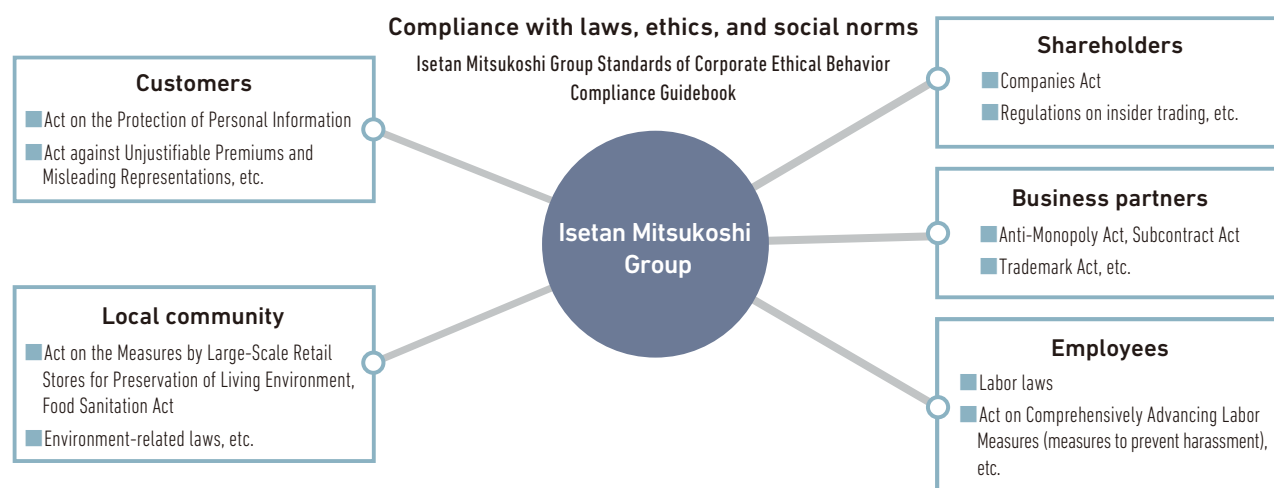 Compliance with laws, ethics, and social norms
Isetan Mitsukoshi Group Standards of Corporate Ethical Behavior
Compliance Guidebook
Customers
Act on the Protection of Personal Information
Act against Unjustifiable Premiums and
Misleading Representations, etc.
Local community
Act on the Measures by Large-Scale Retail
Stores for Preservation of Living Environment,
Food Sanitation Act
Environment-related laws, etc.
Isetan Mitsukoshi
Group
Shareholders
Companies Act
Regulations on insider trading, etc.
Business partners
Anti-Monopoly Act, Subcontract Act
Trademark Act, etc.
Employees
Labor laws
Act on Comprehensively Advancing Labor
Measures (measures to prevent harassment),
etc.